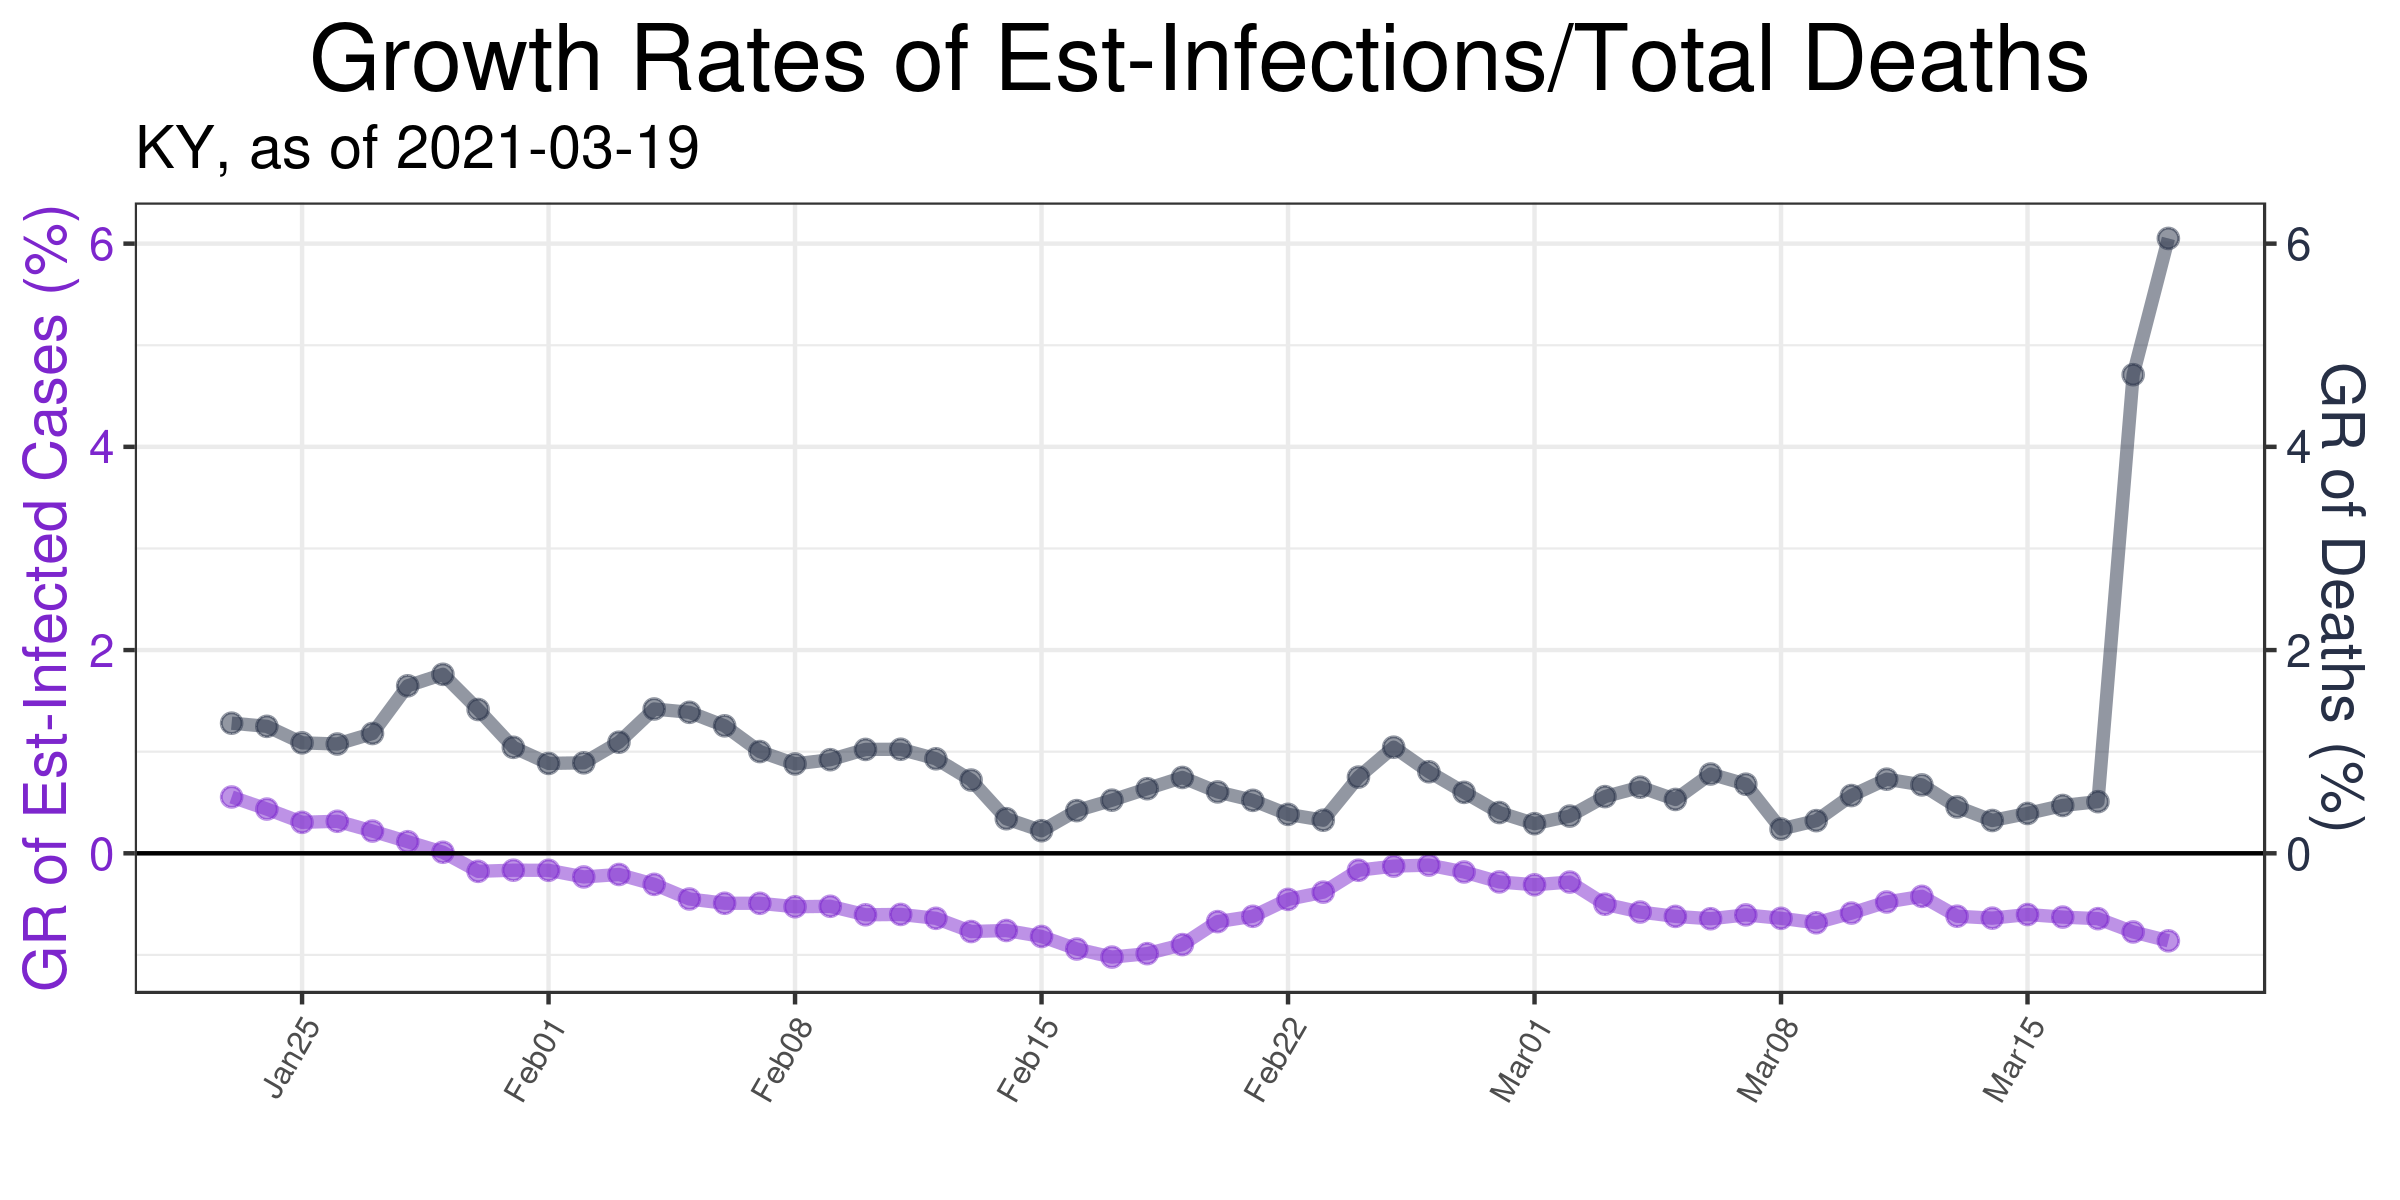 Growth Rates of Est-Infections/Total Deaths
KY, as of 2021-03-19
GR of Est-Infected Cases (%)
6
4
2
0
6
4
2
0
GR of Deaths (%)
Jan25
Feb01
Feb08
Feb15
Feb22
Mar01
Mar08
Mar15